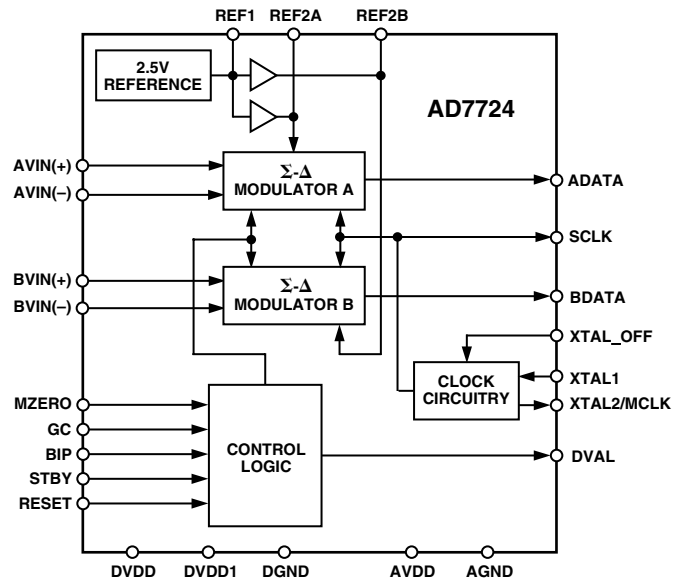 REF1 REF2A REF2B
2.5V
REFERENCE
AD7724
AVIN(+)
AVIN(–)
Σ-Δ
MODULATOR A
ADATA
SCLK
BVIN(+)
BVIN(–)
Σ-Δ
MODULATOR B
BDATA
XTAL_OFF
CLOCK
CIRCUITRY
XTAL1
XTAL2/MCLK
MZERO
GC
BIP
STBY
RESET
CONTROL
LOGIC
DVAL
DVDD DVDD1 DGND AVDD AGND